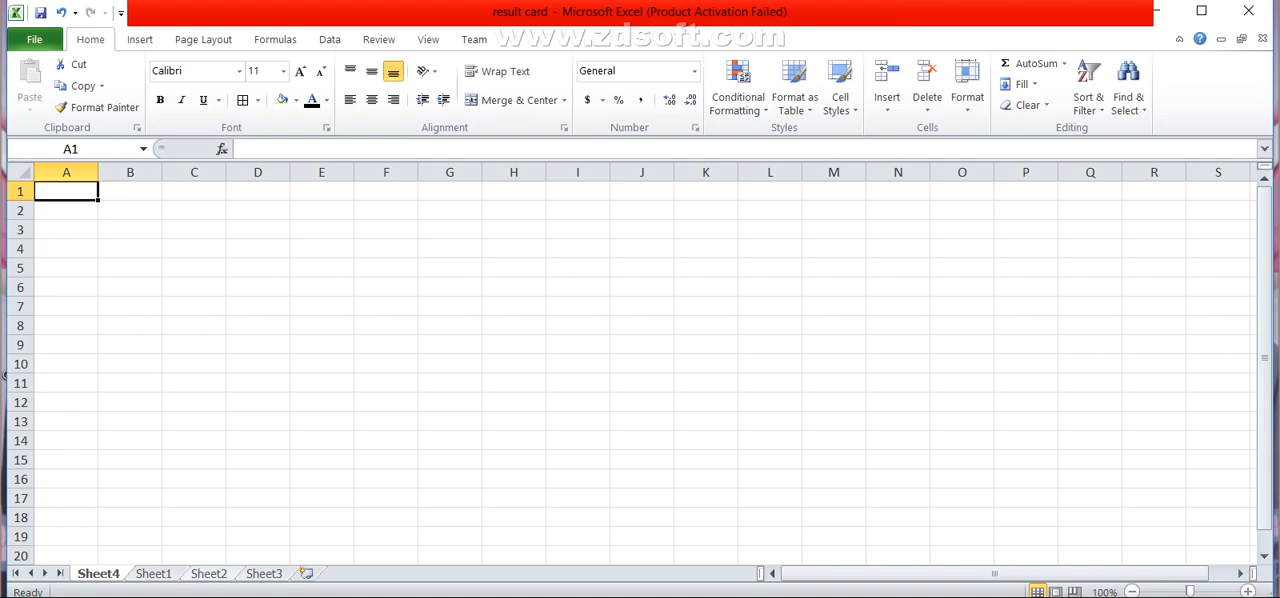 result card - Microsoft Excel (Product Activation Failed)
www.zdsoft.com
File Home Insert Page Layout Formulas Data Review View Team
Paste Cut Copy Format Painter Clipboard
Calibri 11 A A B I U A Font
Wrap Text Merge & Center Alignment
General $ % , .0 .00 .00 .0 Number
Conditional Formatting Format as Table Cell Styles Styles
Insert Delete Format Cells
Σ AutoSum Fill Clear Sort & Filter Find & Select Editing
A1 fx
A B C D E F G H I J K L M N O P Q R S
1
2
3
4
5
6
7
8
9
10
11
12
13
14
15
16
17
18
19
20
Sheet4 Sheet1 Sheet2 Sheet3
Ready 100%